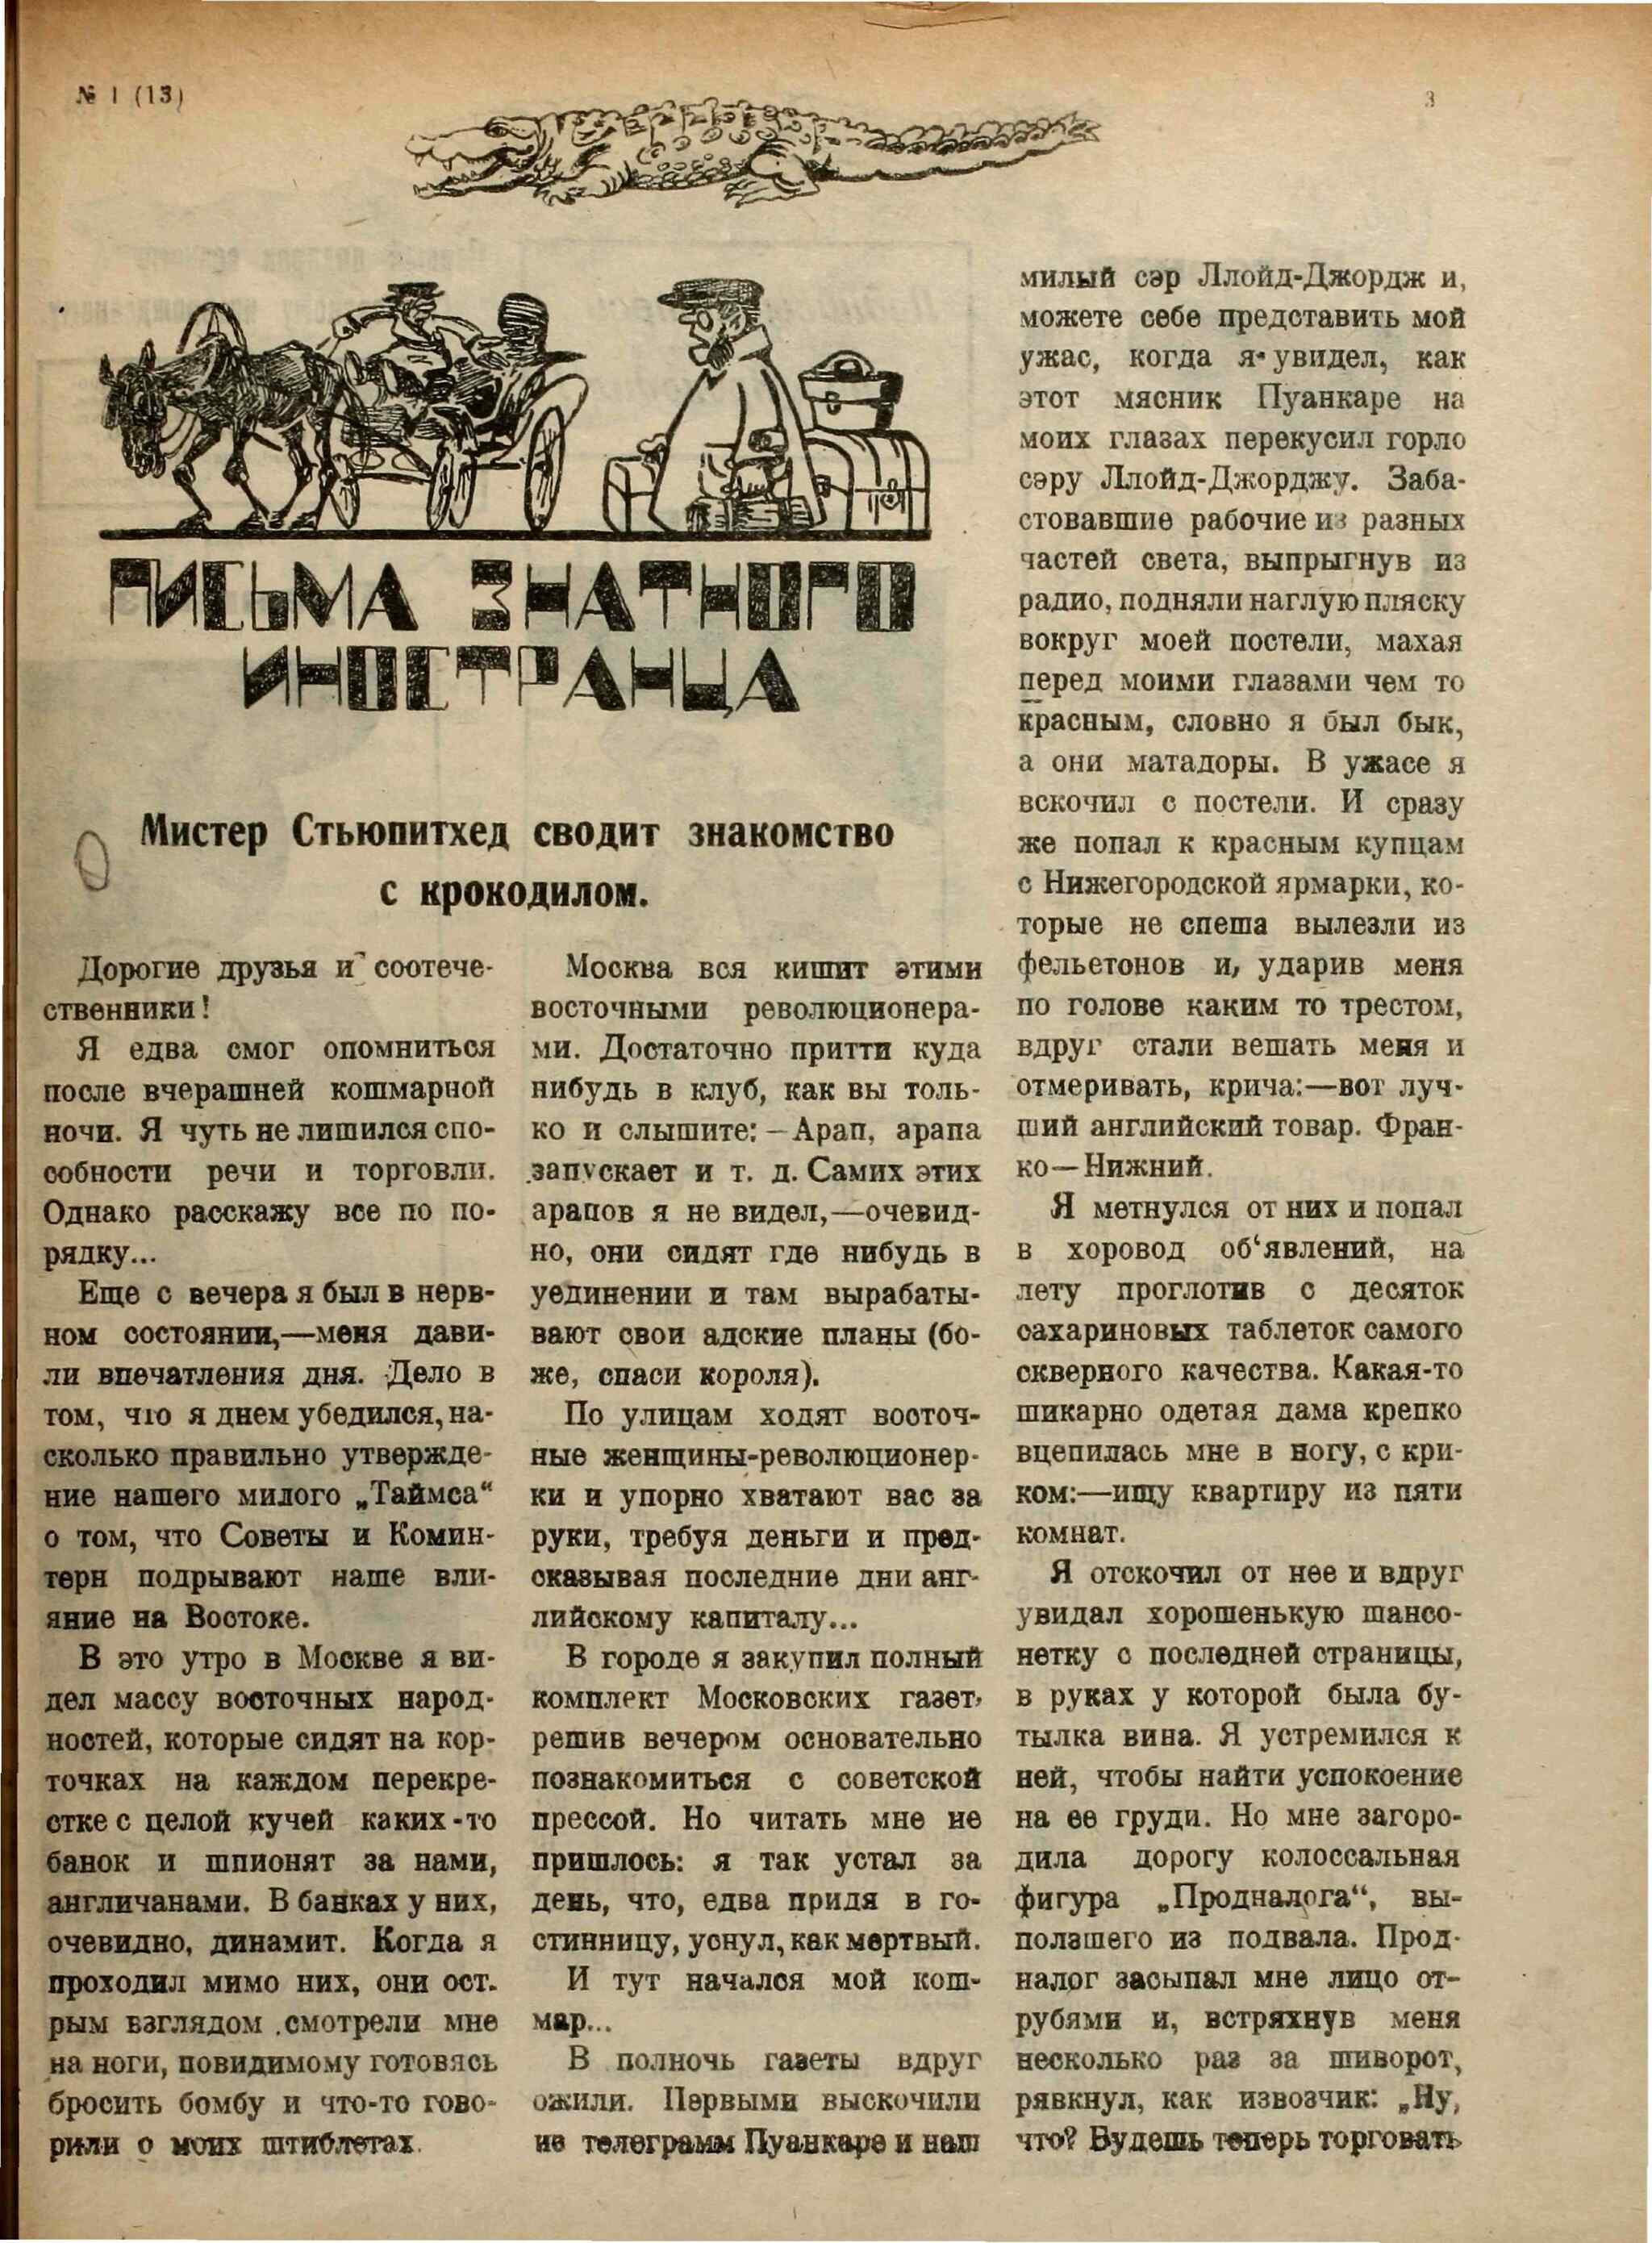 № 1 (13)
3
ПИСЬМА ЗНАТНОГО
ИНОСТРАНЦА
Мистер Стьюпитхед сводит знакомство
с крокодилом.
Дорогие друзья и соотече-
ственники!
Я едва смог опомниться
после вчерашней кошмарной
ночи. Я чуть не лишился спо-
собности речи и торговли.
Однако расскажу все по по-
рядку...
Еще с вечера я был в нерв-
ном состоянии,—меня дави-
ли впечатления дня. Дело в
том, что я днем убедился, на-
сколько правильно утвержде-
ние нашего милого „Таймса“
о том, что Советы и Комин-
терн подрывают наше вли-
яние на Востоке.
В это утро в Москве я ви-
дел массу восточных народ-
ностей, которые сидят на кор-
точках на каждом перекре-
стке с целой кучей каких-то
банок и шпионят за нами,
англичанами. В банках у них,
очевидно, динамит. Когда я
проходил мимо них, они ост.
рым взглядом смотрели мне
на ноги, повидимому готовясь
бросить бомбу и что-то гово-
рили о моих штиблетах.
Москва вся кишит этими
восточными революционера-
ми. Достаточно притти куда
нибудь в клуб, как вы толь-
ко и слышите:—Арап, арапа
запускает и т. д. Самих этих
арапов я не видел,—очевид-
но, они сидят где нибудь в
уединении и там вырабаты-
вают свои адские планы (бо-
же, спаси короля).
По улицам ходят восточ-
ные женщины-революционер-
ки и упорно хватают вас за
руки, требуя деньги и пред-
сказывая последние дни анг-
лийскому капиталу...
В городе я закупил полный
комплект Московских газет,
решив вечером основательно
познакомиться с советской
прессой. Но читать мне не
пришлось: я так устал за
день, что, едва придя в го-
стинницу, уснул, как мертвый.
И тут начался мой кош-
мар...
В полночь газеты вдруг
ожили. Первыми выскочили
из телеграмм Пуанкаре и наш
милый сэр Ллойд-Джордж и,
можете себе представить мой
ужас, когда я увидел, как
этот мясник Пуанкаре на
моих глазах перекусил горло
сэру Ллойд-Джорджу. Заба-
стовавшие рабочие из разных
частей света, выпрыгнув из
радио, подняли наглую пляску
вокруг моей постели, махая
перед моими глазами чем то
красным, словно я был бык,
а они матадоры. В ужасе я
вскочил с постели. И сразу
же попал к красным купцам
с Нижегородской ярмарки, ко-
торые не спеша вылезли из
фельетонов и, ударив меня
по голове каким то трестом,
вдруг стали вешать меня и
отмеривать, крича:—вот луч-
ший английский товар. Фран-
ко—Нижний.
Я метнулся от них и попал
в хоровод об‘явлений, на
лету проглотив с десяток
сахариновых таблеток самого
скверного качества. Какая-то
шикарно одетая дама крепко
вцепилась мне в ногу, с кри-
ком:—ищу квартиру из пяти
комнат.
Я отскочил от нее и вдруг
увидал хорошенькую шансо-
нетку с последней страницы,
в руках у которой была бу-
тылка вина. Я устремился к
ней, чтобы найти успокоение
на ее груди. Но мне загоро-
дила дорогу колоссальная
фигура „Продналога“, вы-
ползшего из подвала. Прод-
налог засыпал мне лицо от-
рубями и, встряхнув меня
несколько раз за шиворот,
рявкнул, как извозчик: „Ну,
что? Будешь теперь торговать